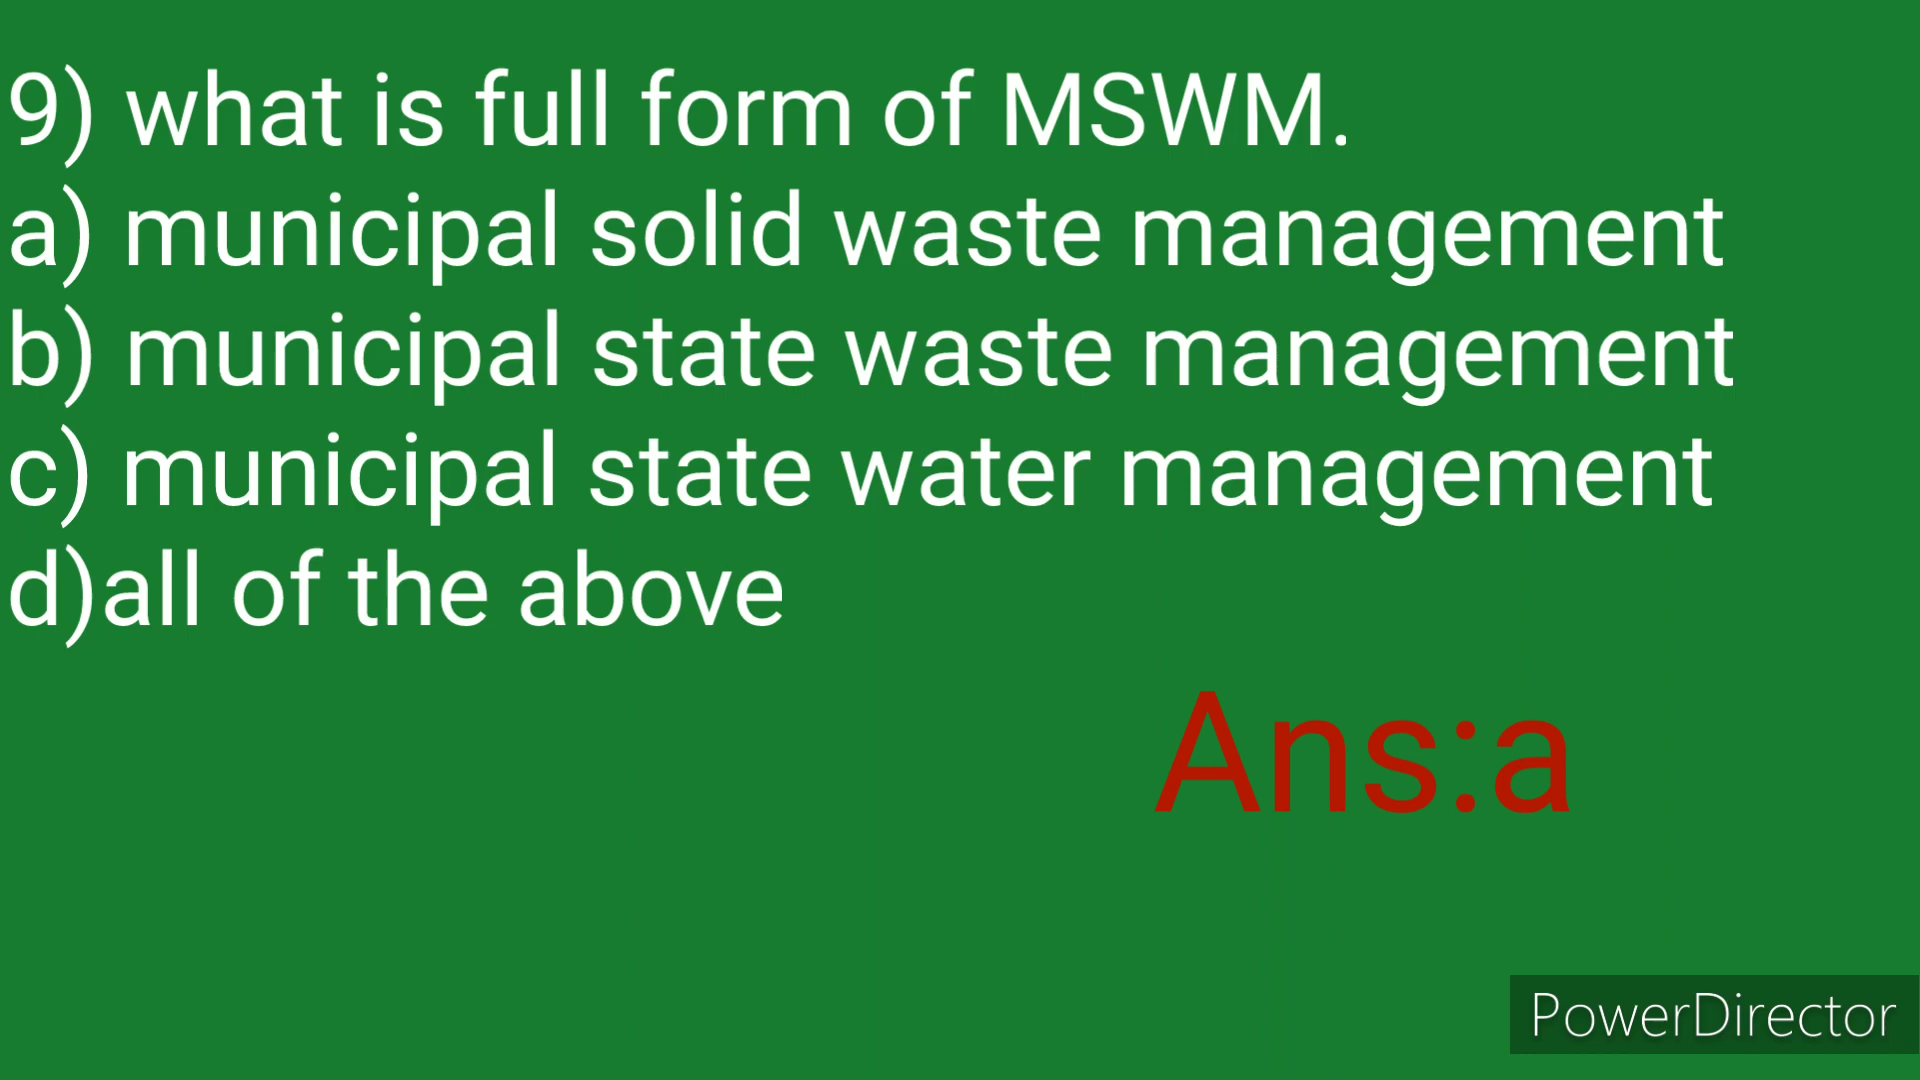 9) what is full form of MSWM.
a) municipal solid waste management
b) municipal state waste management
c) municipal state water management
d)all of the above
Ans:a
PowerDirector